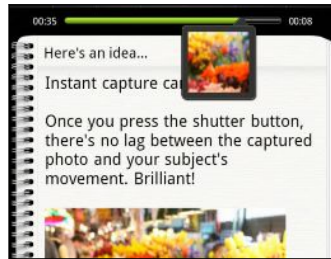 00:35 00:08
Here's an idea...
Instant capture
Once you press the shutter button,
there's no lag between the captured
photo and your subject's
movement. Brilliant!